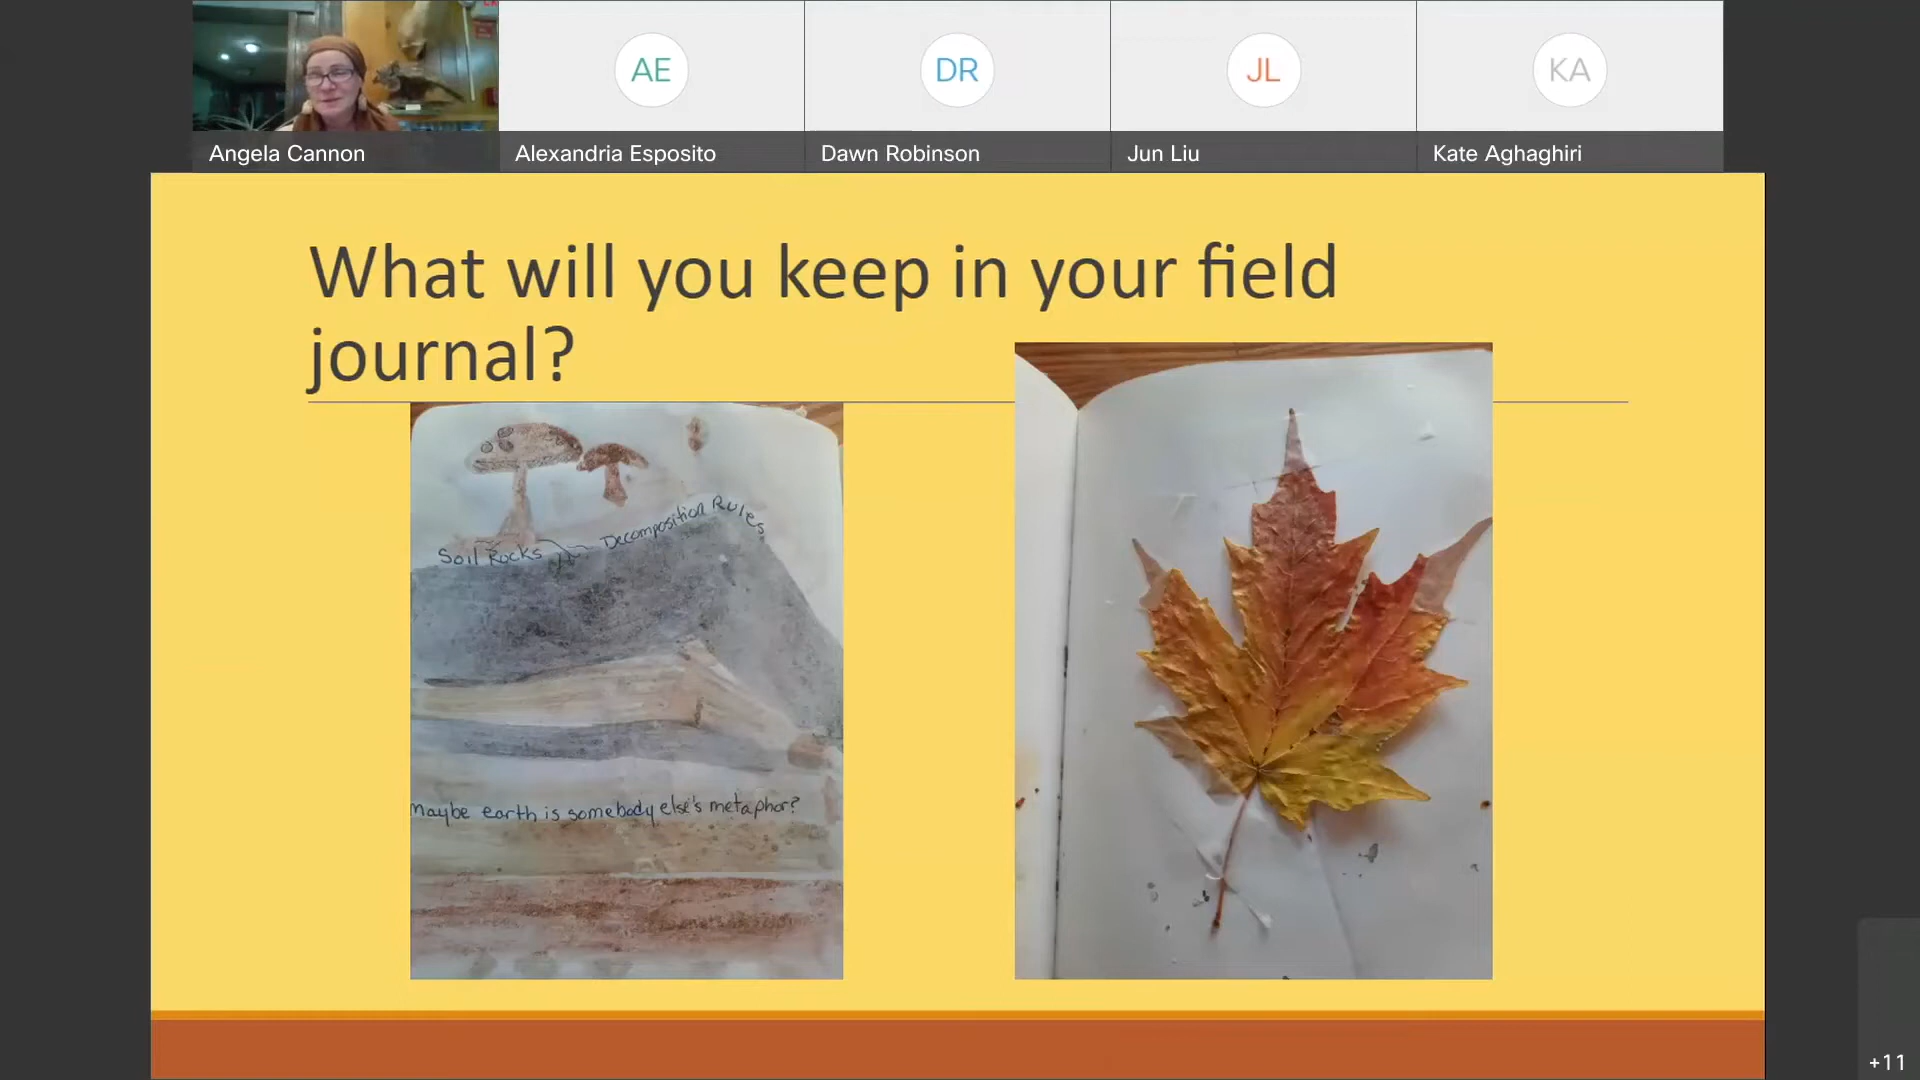 AE
DR
JL
KA
Angela Cannon
Alexandria Esposito
Dawn Robinson
Jun Liu
Kate Aghaghiri
What will you keep in your field
journal?
Soil Rocks Decomposition Rules
maybe earth is somebody else's metaphor?
+11